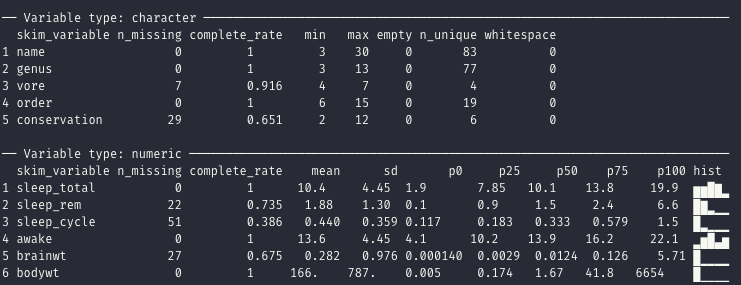 ── Variable type: character ──
skim_variable n_missing complete_rate min max empty n_unique whitespace
1 name 0 1 3 30 0 83 0
2 genus 0 1 3 13 0 77 0
3 vore 7 0.916 4 7 0 4 0
4 order 0 1 6 15 0 19 0
5 conservation 29 0.651 2 12 0 6 0
── Variable type: numeric ──
skim_variable n_missing complete_rate mean sd p0 p25 p50 p75 p100 hist
1 sleep_total 0 1 10.4 4.45 1.9 7.85 10.1 13.8 19.9
2 sleep_rem 22 0.735 1.88 1.30 0.1 0.9 1.5 2.4 6.6
3 sleep_cycle 51 0.386 0.440 0.359 0.117 0.183 0.333 0.579 1.5
4 awake 0 1 13.6 4.45 4.1 10.2 13.9 16.2 22.1
5 brainwt 27 0.675 0.282 0.976 0.000140 0.0029 0.0124 0.126 5.71
6 bodywt 0 1 166. 787. 0.005 0.174 1.67 41.8 6654